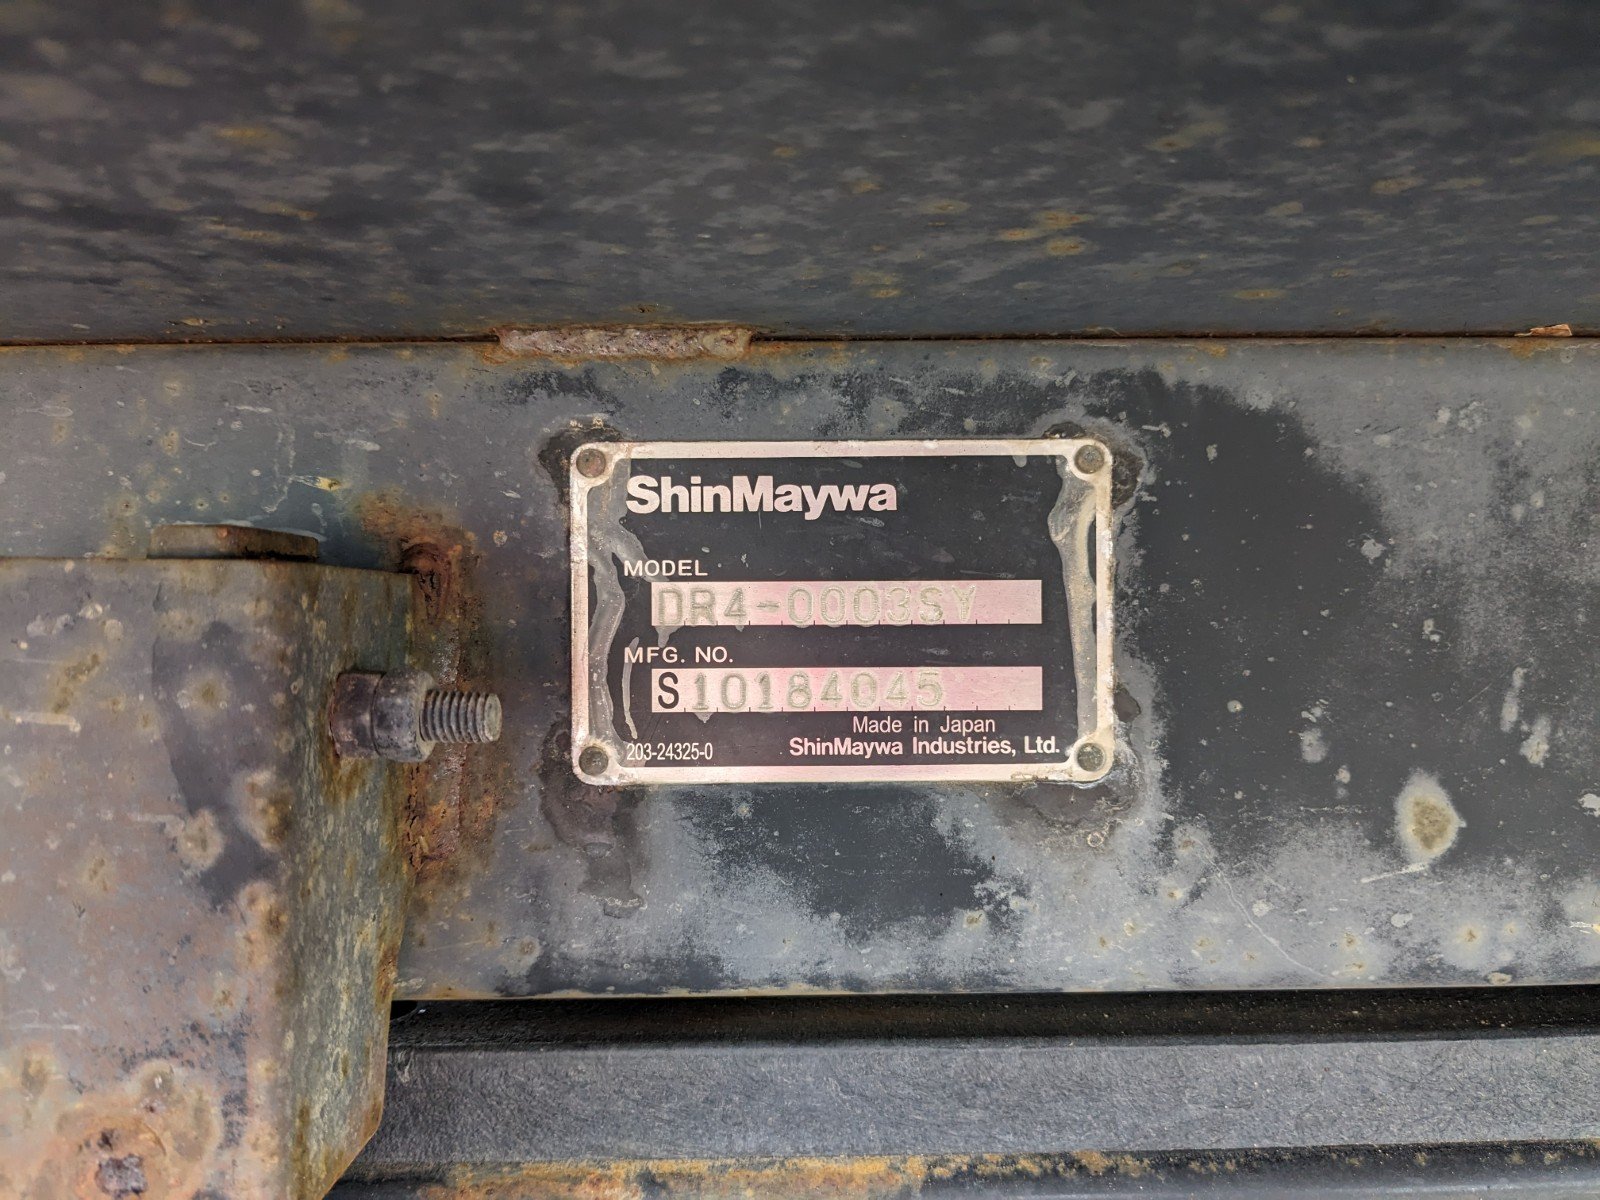 ShinMaywa
MODEL
DR4-0003SY
MFG. NO.
S10184045
Made in Japan
203-24325-0 ShinMaywa Industries, Ltd.